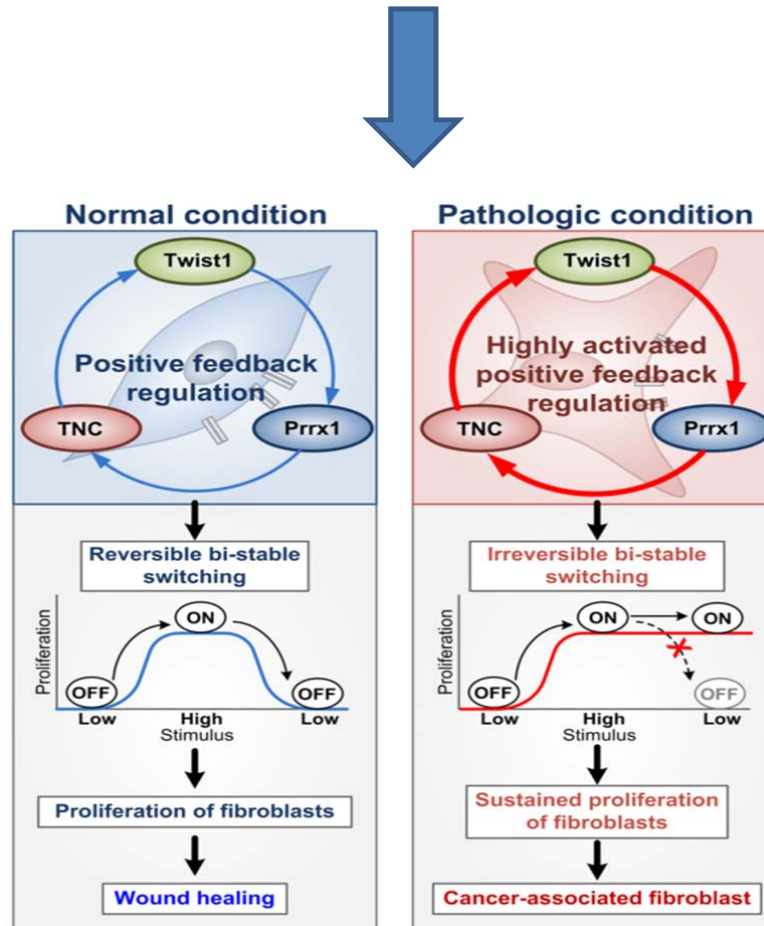 Normal condition
Twist1
Positive feedback
regulation
TNC
Prrx1
Reversible bi-stable
switching
Proliferation
OFF
ON
OFF
Low
High
Low
Stimulus
Proliferation of fibroblasts
Wound healing
Pathologic condition
Twist1
Highly activated
positive feedback
regulation
TNC
Prrx1
Irreversible bi-stable
switching
Proliferation
OFF
ON
ON
OFF
Low
High
Low
Stimulus
Sustained proliferation
of fibroblasts
Cancer-associated fibroblast